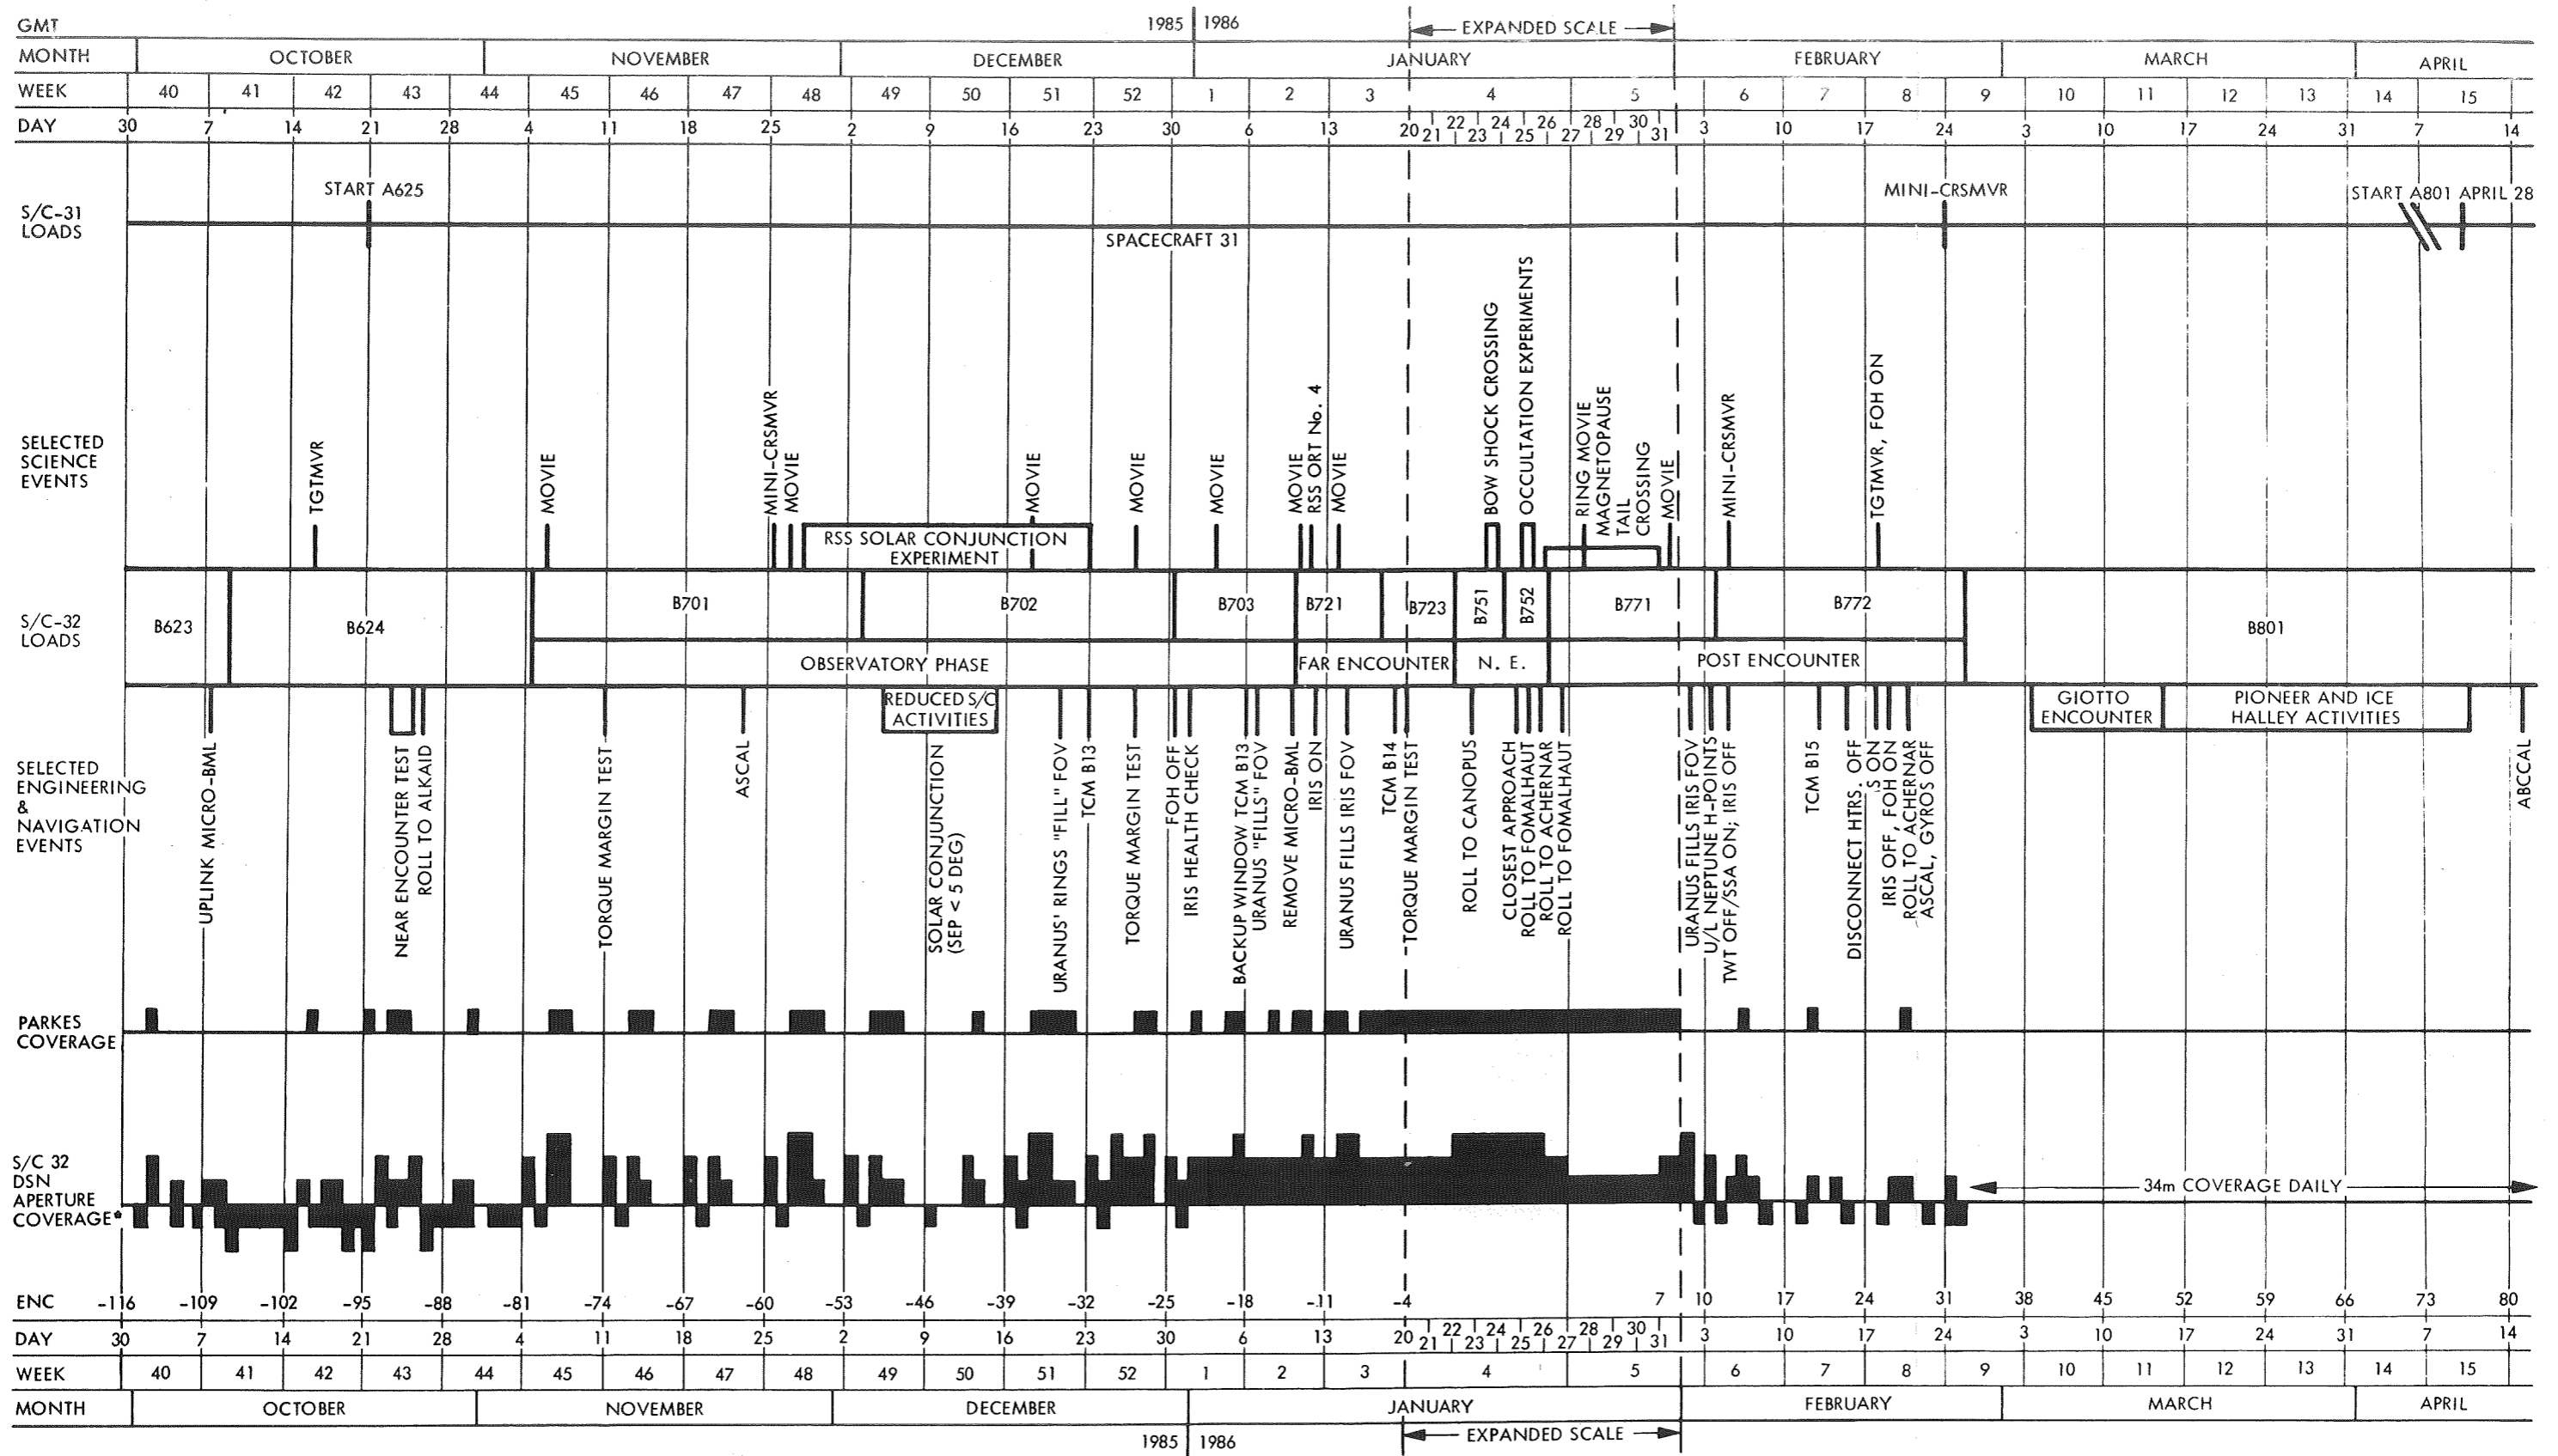 1985 1986
GMT
EXPANDED SCALE
MONTH OCTOBER NOVEMBER DECEMBER JANUARY FEBRUARY MARCH APRIL
WEEK 40 41 42 43 44 45 46 47 48 49 50 51 52 1 2 3 4 5 6 7 8 9 10 11 12 13 14 15
DAY 30 7 14 21 28 4 11 18 25 2 9 16 23 30 6 13 20 21 22 23 24 25 26 27 28 29 30 31 3 10 17 24 3 10 17 24 31 7 14
START A625
MINI-CRSMVR
START A801 APRIL 28
S/C-31
LOADS
SPACECRAFT 31
SELECTED
SCIENCE
EVENTS
TGTMVR
MOVIE
MINI-CRSMVR
MOVIE
RSS SOLAR CONJUNCTION
EXPERIMENT
MOVIE
MOVIE
MOVIE
MOVIE
RSS ORT No. 4
MOVIE
BOW SHOCK CROSSING
OCCULTATION EXPERIMENTS
RING MOVIE
MAGNETOPAUSE
TAIL
CROSSING
MOVIE
MINI-CRSMVR
TGTMVR, FOH ON
S/C-32
LOADS
B623 B624 B701 B702 B703 B721 B723 B751 B752 B771 B772 B801
OBSERVATORY PHASE FAR ENCOUNTER N. E. POST ENCOUNTER
SELECTED
ENGINEERING
&
NAVIGATION
EVENTS
UPLINK MICRO-BML
NEAR ENCOUNTER TEST
ROLL TO ALKAID
TORQUE MARGIN TEST
ASCAL
REDUCED S/C
ACTIVITIES
SOLAR CONJUNCTION
(SEP < 5 DEG)
URANUS' RINGS "FILL" FOV
TCM B13
TORQUE MARGIN TEST
FOH OFF
IRIS HEALTH CHECK
BACKUP WINDOW TCM B13
URANUS "FILLS" FOV
REMOVE MICRO-BML
IRIS ON
URANUS FILLS IRIS FOV
TCM B14
TORQUE MARGIN TEST
ROLL TO CANOPUS
CLOSEST APPROACH
ROLL TO FOMALHAUT
ROLL TO ACHERNAR
ROLL TO FOMALHAUT
URANUS FILLS IRIS FOV
U/L NEPTUNE H-POINTS
TWT OFF/SSA ON; IRIS OFF
TCM B15
DISCONNECT HTRS. OFF
IS ON
IRIS OFF, FOH ON
ROLL TO ACHERNAR
ASCAL, GYROS OFF
GIOTTO
ENCOUNTER
PIONEER AND ICE
HALLEY ACTIVITIES
ABCCAL
PARKES
COVERAGE
S/C 32
DSN
APERTURE
COVERAGE*
34m COVERAGE DAILY
ENC -116 -109 -102 -95 -88 -81 -74 -67 -60 -53 -46 -39 -32 -25 -18 -11 -4 7 10 17 24 31 38 45 52 59 66 73 80
DAY 30 7 14 21 28 4 11 18 25 2 9 16 23 30 6 13 20 21 22 23 24 25 26 27 28 29 30 31 3 10 17 24 3 10 17 24 31 7 14
WEEK 40 41 42 43 44 45 46 47 48 49 50 51 52 1 2 3 4 5 6 7 8 9 10 11 12 13 14 15
MONTH OCTOBER NOVEMBER DECEMBER JANUARY FEBRUARY MARCH APRIL
1985 1986
EXPANDED SCALE